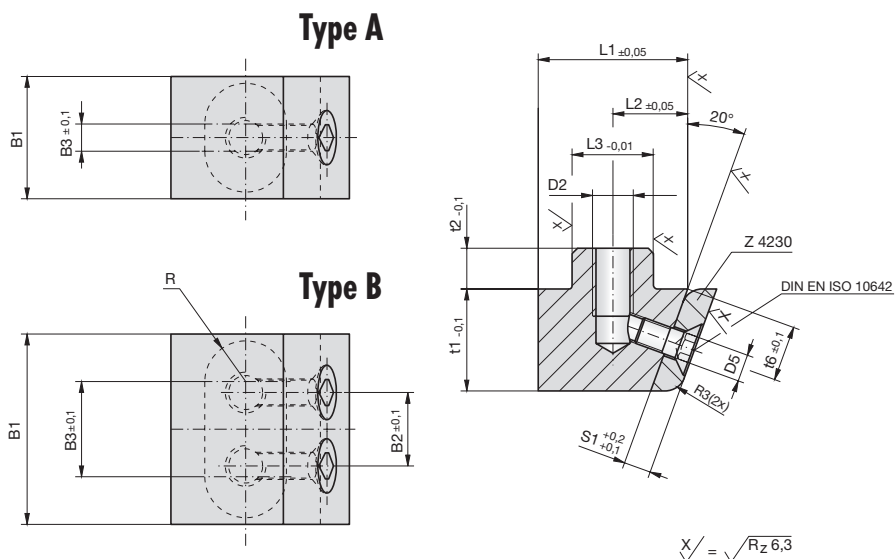 Type A
B1
B3 ±0,1
Type B
R
B1
B3±0,1
B2±0,1
L1 ±0,05
X
L2 ±0,05
20°
L3 -0,01
X
D2
t2 -0,1
X
X
Z 4230
DIN EN ISO 10642
X
t1 -0,1
t6 ±0,1
D5
R3(2x)
S1 +0,2 +0,1
X = Rz 6,3